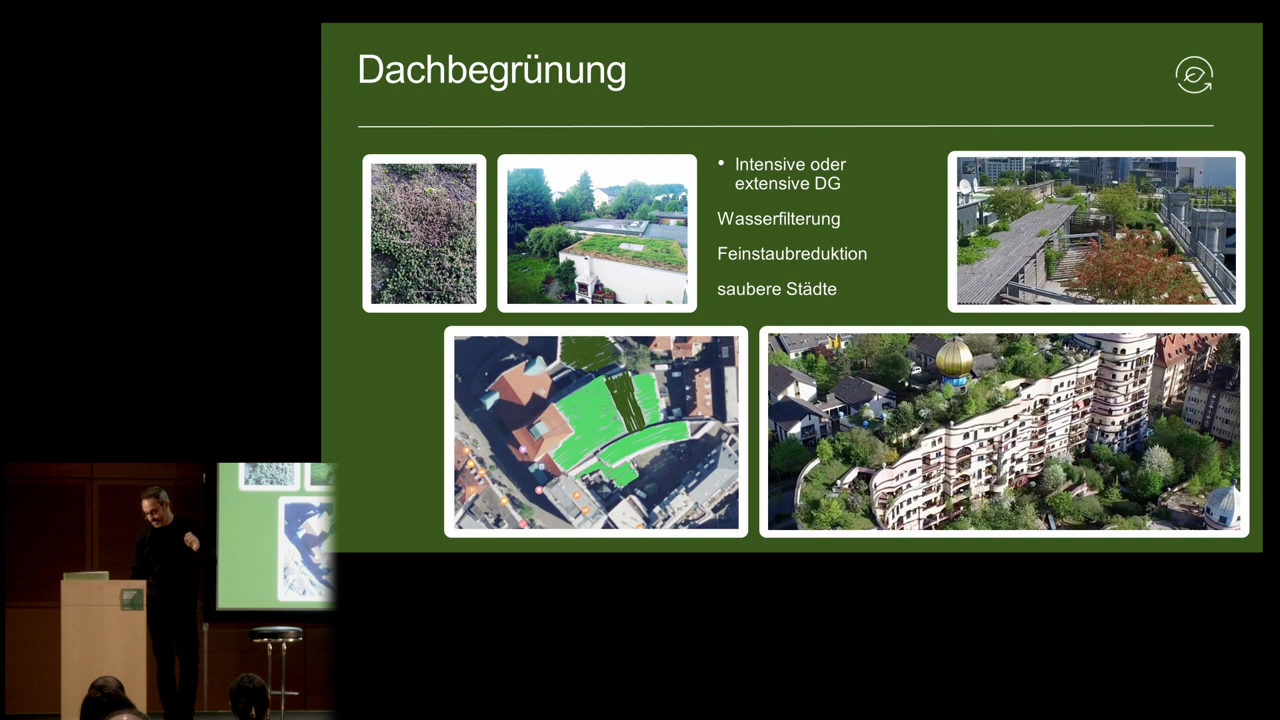 Dachbegrünung
• Intensive oder
extensive DG
Wasserfilterung
Feinstaubreduktion
saubere Städte